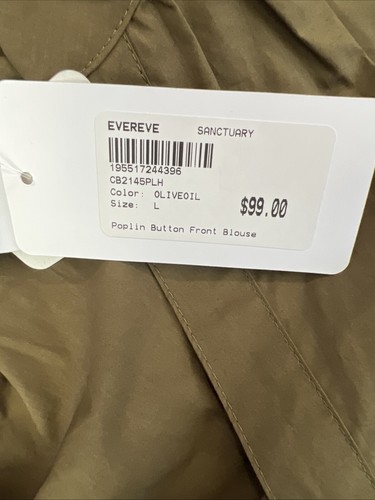 EVEREVE SANCTUARY
195517244396
CB2145PLH
Color: OLIVEOIL
Size: L $99.00
Poplin Button Front Blouse